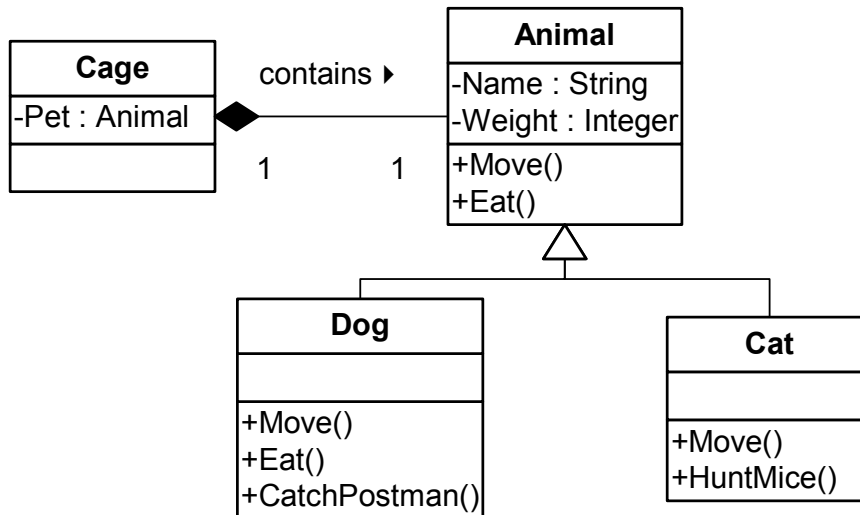 Cage
-Pet : Animal
contains ▸
1
1
Animal
-Name : String
-Weight : Integer
+Move()
+Eat()
Dog
+Move()
+Eat()
+CatchPostman()
Cat
+Move()
+HuntMice()